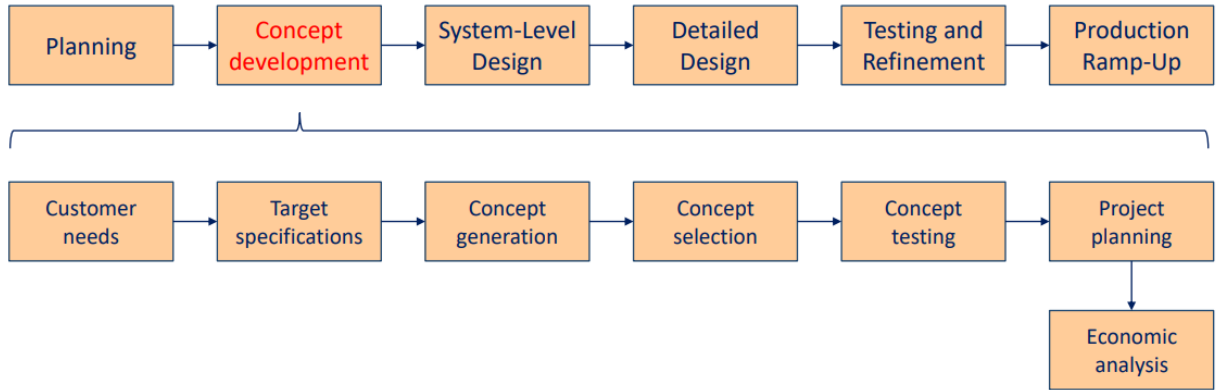 Planning
Concept
development
System-Level
Design
Detailed
Design
Testing and
Refinement
Production
Ramp-Up
Customer
needs
Target
specifications
Concept
generation
Concept
selection
Concept
testing
Project
planning
Economic
analysis